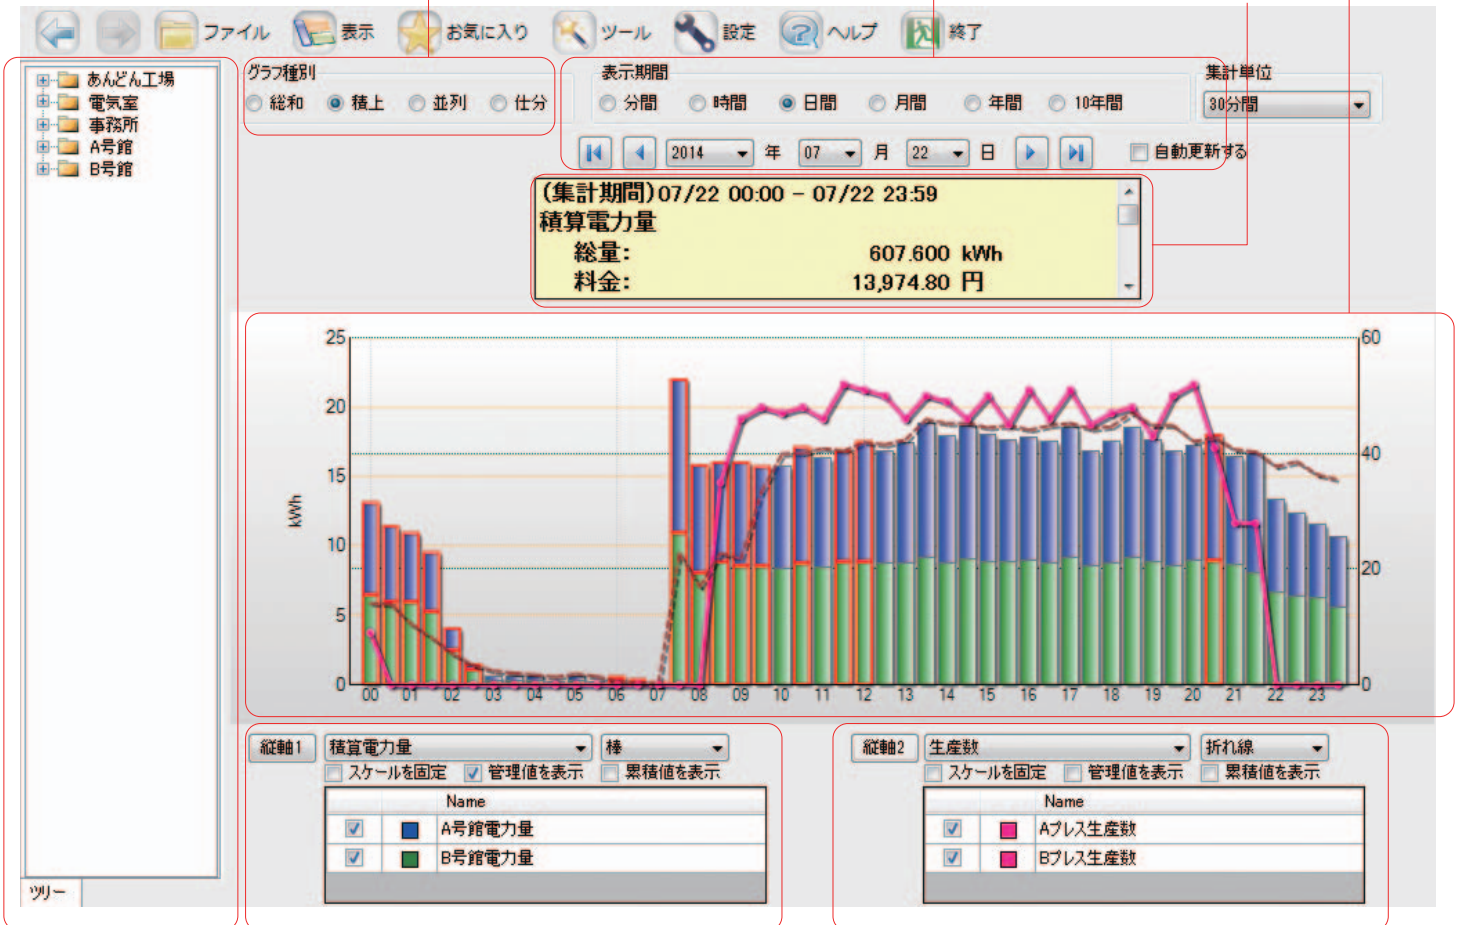 ファイル 表示 お気に入り ツール 設定 ヘルプ 終了
あんどん工場
電気室
事務所
A号館
B号館
ツリー
グラフ種別
総和 積上 並列 仕分
表示期間
分間 時間 日間 月間 年間 10年間
集計単位
30分間
2014 年 07 月 22 日 自動更新する
(集計期間)07/22 00:00 - 07/22 23:59
積算電力量
総量: 607.600 kWh
料金: 13,974.80 円
25
20
15
10
5
0
kWh
60
40
20
0
00 01 02 03 04 05 06 07 08 09 10 11 12 13 14 15 16 17 18 19 20 21 22 23
縦軸1 積算電力量 棒
スケールを固定 管理値を表示 累積値を表示
Name
A号館電力量
B号館電力量
縦軸2 生産数 折れ線
スケールを固定 管理値を表示 累積値を表示
Name
Aプレス生産数
Bプレス生産数